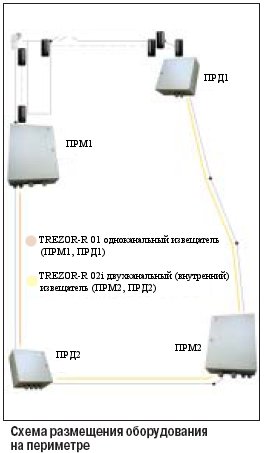 ПРД1
ПРМ1
TREZOR-R 01 одноканальный извещатель
(ПРМ1, ПРД1)
TREZOR-R 02i двухканальный (внутренний)
извещатель (ПРМ2, ПРД2)
ПРМ2
ПРД2
Схема размещения оборудования
на периметре